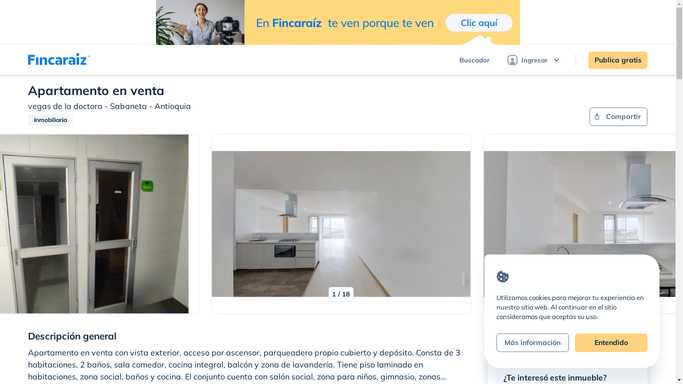 En Fincaraíz te ven porque te ven
Clic aquí
Fincaraíz
Buscador
Ingresar
Publica gratis
Apartamento en venta
vegas de la doctora - Sabaneta - Antioquia
Inmobiliaria
Compartir
1 / 18
Utilizamos cookies para mejorar tu experiencia en
nuestro sitio web. Al continuar en el sitio
consideramos que aceptas su uso.
Más información
Entendido
Descripción general
Apartamento en venta con vista exterior, acceso por ascensor, parqueadero propio cubierto y depósito. Consta de 3
habitaciones, 2 baños, sala comedor, cocina integral, balcón y zona de lavandería. Tiene piso laminado en
habitaciones, zona social, baños y cocina. El conjunto cuenta con salón social, zona para niños, gimnasio, zonas...
¿Te interesó este inmueble?